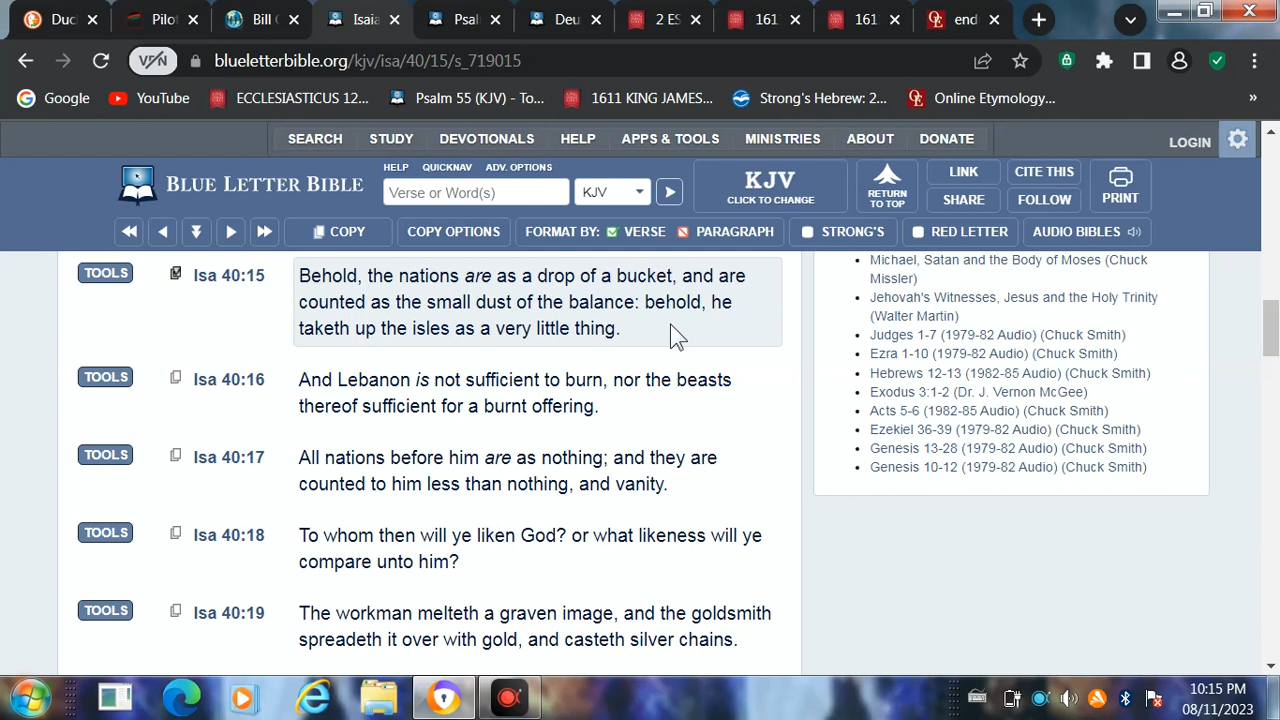 Duc
Pilot
Bill G
Isaia
Psal
Deu
2 ES
161
161
end
VPN
blueletterbible.org/kjv/isa/40/15/s_719015
Google
YouTube
ECCLESIASTICUS 12...
Psalm 55 (KJV) - To...
1611 KING JAMES...
Strong's Hebrew: 2...
Online Etymology...
»
SEARCH STUDY DEVOTIONALS HELP APPS & TOOLS MINISTRIES ABOUT DONATE
LOGIN
BLUE LETTER BIBLE
HELP QUICKNAV ADV. OPTIONS
Verse or Word(s)
KJV
KJV
CLICK TO CHANGE
RETURN
TO TOP
LINK
CITE THIS
SHARE
FOLLOW
PRINT
COPY
COPY OPTIONS
FORMAT BY: VERSE PARAGRAPH
STRONG'S
RED LETTER
AUDIO BIBLES
TOOLS Isa 40:15 Behold, the nations are as a drop of a bucket, and are
counted as the small dust of the balance: behold, he
taketh up the isles as a very little thing.
TOOLS Isa 40:16 And Lebanon is not sufficient to burn, nor the beasts
thereof sufficient for a burnt offering.
TOOLS Isa 40:17 All nations before him are as nothing; and they are
counted to him less than nothing, and vanity.
TOOLS Isa 40:18 To whom then will ye liken God? or what likeness will ye
compare unto him?
TOOLS Isa 40:19 The workman melteth a graven image, and the goldsmith
spreadeth it over with gold, and casteth silver chains.
Michael, Satan and the Body of Moses (Chuck
Missler)
Jehovah's Witnesses, Jesus and the Holy Trinity
(Walter Martin)
Judges 1-7 (1979-82 Audio) (Chuck Smith)
Ezra 1-10 (1979-82 Audio) (Chuck Smith)
Hebrews 12-13 (1982-85 Audio) (Chuck Smith)
Exodus 3:1-2 (Dr. J. Vernon McGee)
Acts 5-6 (1982-85 Audio) (Chuck Smith)
Ezekiel 36-39 (1979-82 Audio) (Chuck Smith)
Genesis 13-28 (1979-82 Audio) (Chuck Smith)
Genesis 10-12 (1979-82 Audio) (Chuck Smith)
10:15 PM
08/11/2023